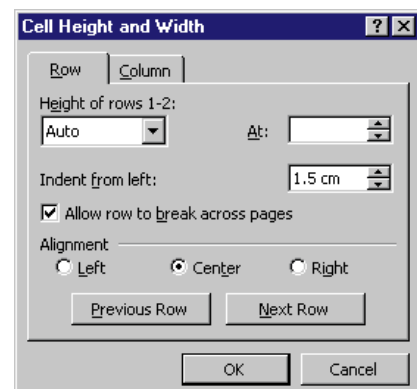 Cell Height and Width
Row Column
Height of rows 1-2:
Auto At:
Indent from left: 1.5 cm
Allow row to break across pages
Alignment
Left Center Right
Previous Row Next Row
OK Cancel